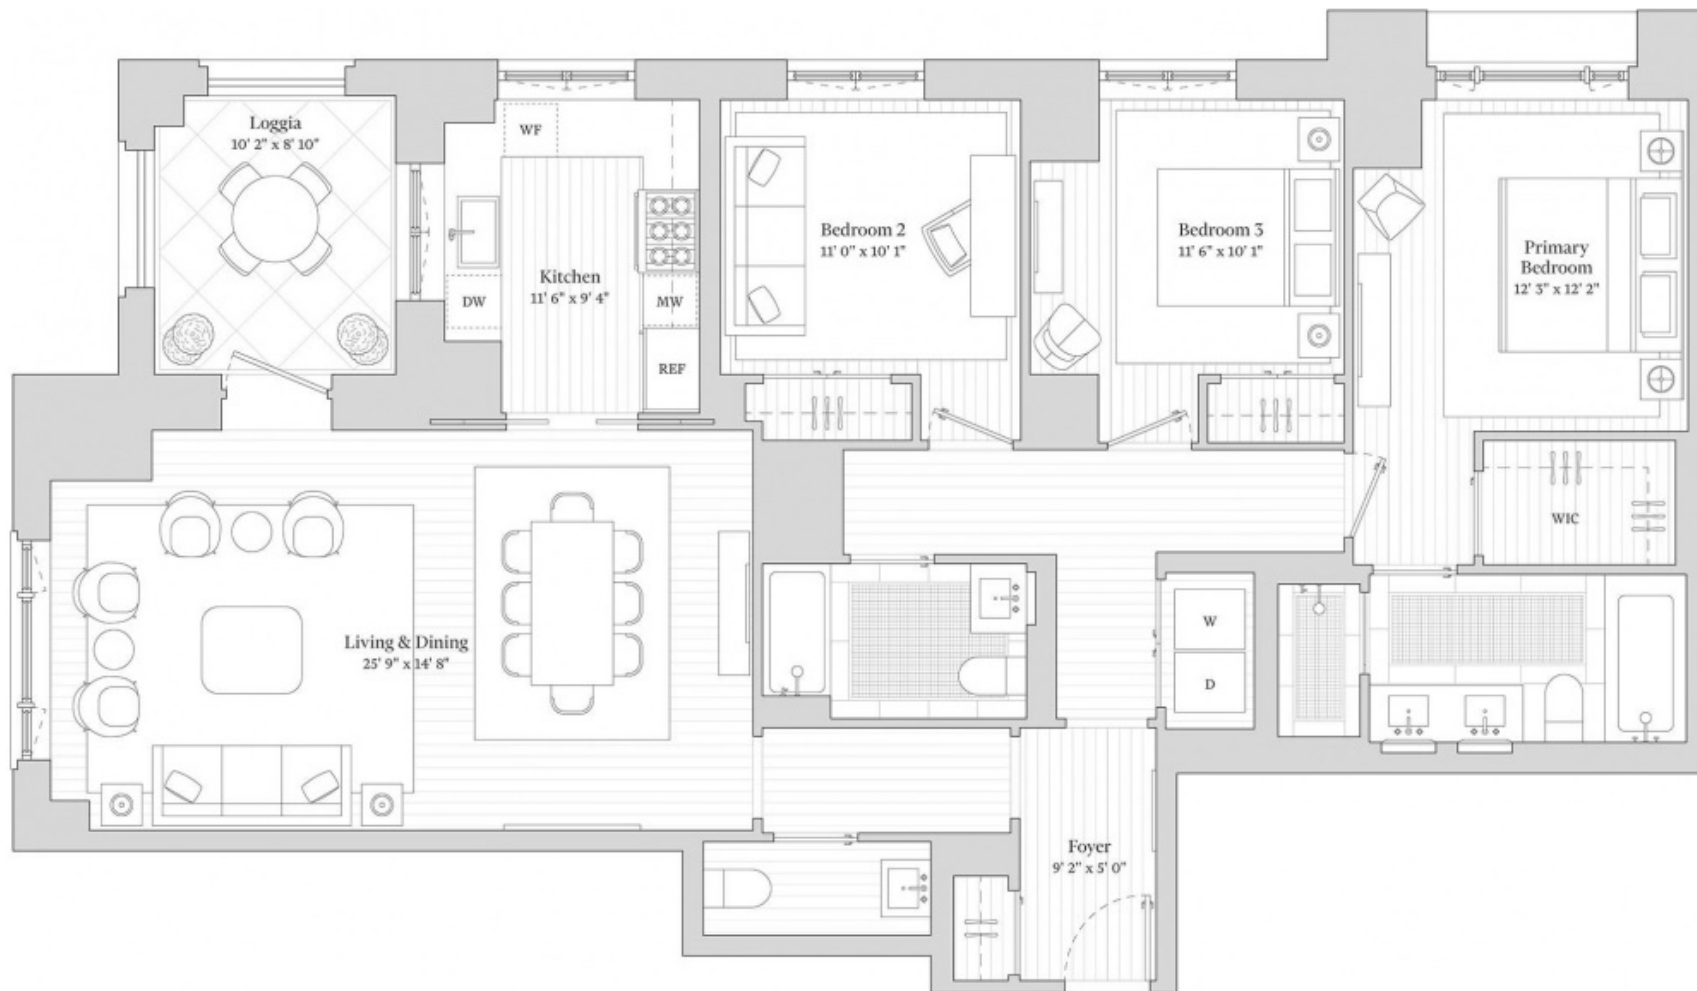 Loggia
10' 2" x 8' 10"
WF
Kitchen
11' 6" x 9' 4"
DW
MW
REF
Bedroom 2
11' 0" x 10' 1"
Bedroom 3
11' 6" x 10' 1"
Primary
Bedroom
12' 3" x 12' 2"
WIC
Living & Dining
25' 9" x 14' 8"
W
D
Foyer
9' 2" x 5' 0"